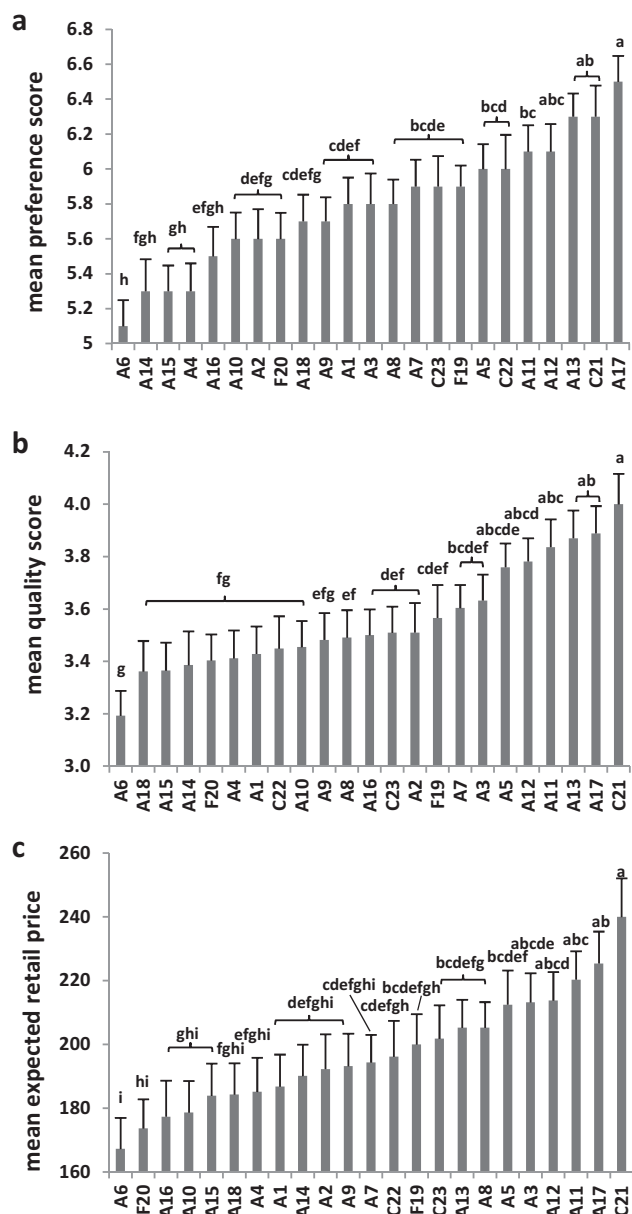 a
mean preference score
6.8
6.6
6.4
6.2
6
5.8
5.6
5.4
5.2
5
h
fgh
gh
efgh
defg
cdefg
cdef
bcde
bcd
bc
abc
ab
a
A6 A14 A15 A4 A16 A10 A2 F20 A18 A9 A1 A3 A8 A7 C23 F19 A5 C22 A11 A12 A13 C21 A17
b
mean quality score
4.2
4.0
3.8
3.6
3.4
3.2
3.0
g
fg
efg
ef
def
cdef
bcdef
abcde
abcd
abc
ab
a
A6 A18 A15 A14 F20 A4 A1 C22 A10 A9 A8 A16 C23 A2 F19 A7 A3 A5 A12 A11 A13 A17 C21
c
mean expected retail price
260
240
220
200
180
160
i
hi
ghi
fghi
efghi
defghi
cdefghi
cdefgh
bcdefgh
bcdefg
bcdef
abcde
abcd
abc
ab
a
A6 F20 A16 A10 A15 A18 A4 A1 A14 A2 A9 A7 C22 F19 C23 A13 A8 A5 A3 A12 A11 A17 C21